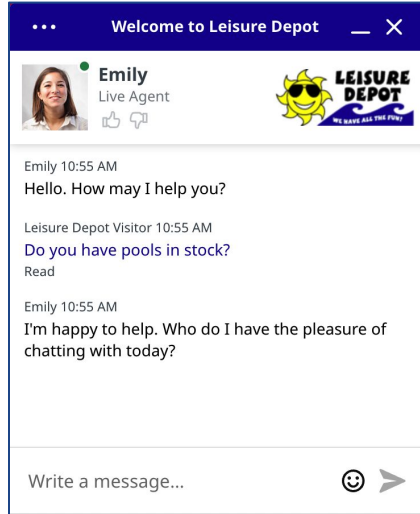 Welcome to Leisure Depot
Emily
Live Agent
LEISURE
DEPOT
WE HAVE ALL THE FUN!
Emily 10:55 AM
Hello. How may I help you?
Leisure Depot Visitor 10:55 AM
Do you have pools in stock?
Read
Emily 10:55 AM
I'm happy to help. Who do I have the pleasure of
chatting with today?
Write a message...